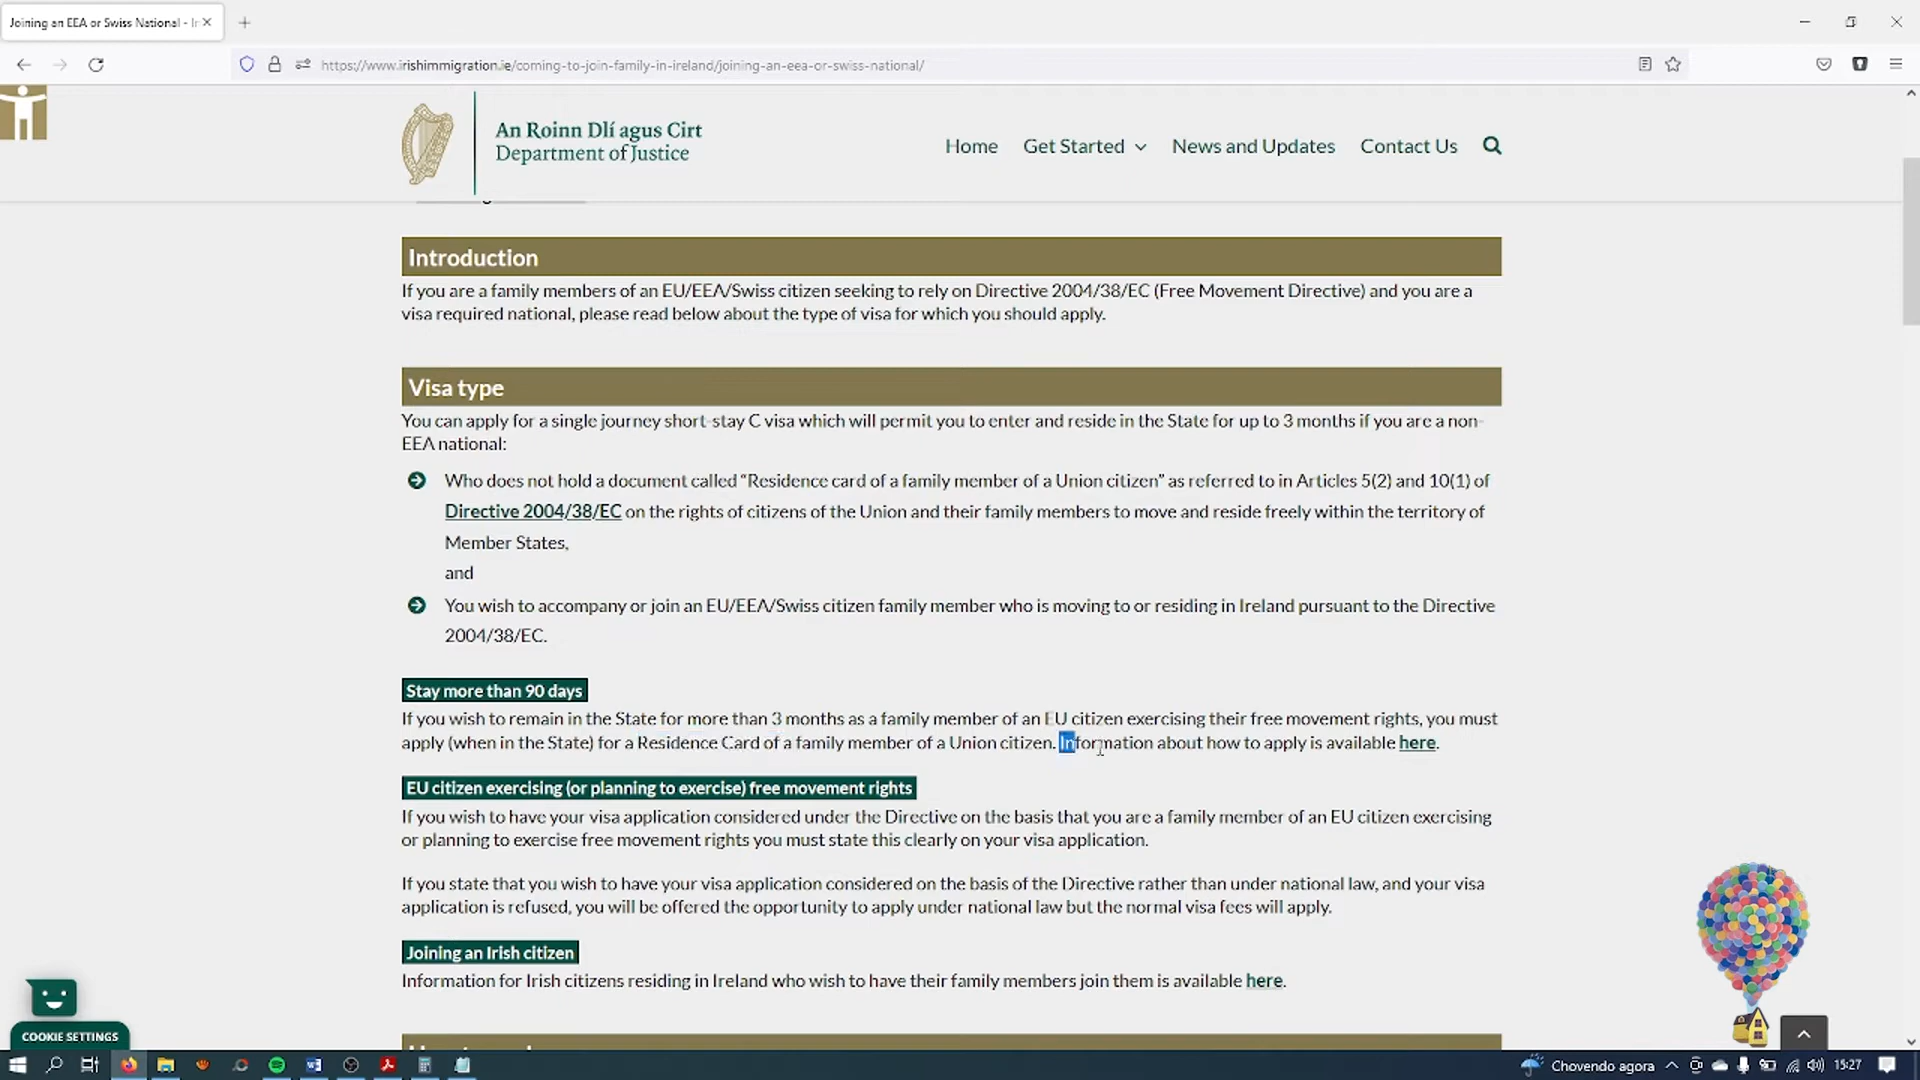 Joining an EEA or Swiss National - Ir
https://www.irishimmigration.ie/coming-to-join-family-in-ireland/joining-an-eea-or-swiss-national/
An Roinn Dlí agus Cirt
Department of Justice
Home
Get Started
News and Updates
Contact Us
Introduction
If you are a family members of an EU/EEA/Swiss citizen seeking to rely on Directive 2004/38/EC (Free Movement Directive) and you are a
visa required national, please read below about the type of visa for which you should apply.
Visa type
You can apply for a single journey short-stay C visa which will permit you to enter and reside in the State for up to 3 months if you are a non-
EEA national:
Who does not hold a document called “Residence card of a family member of a Union citizen” as referred to in Articles 5(2) and 10(1) of
Directive 2004/38/EC on the rights of citizens of the Union and their family members to move and reside freely within the territory of
Member States,
and
You wish to accompany or join an EU/EEA/Swiss citizen family member who is moving to or residing in Ireland pursuant to the Directive
2004/38/EC.
Stay more than 90 days
If you wish to remain in the State for more than 3 months as a family member of an EU citizen exercising their free movement rights, you must
apply (when in the State) for a Residence Card of a family member of a Union citizen. Information about how to apply is available here.
EU citizen exercising (or planning to exercise) free movement rights
If you wish to have your visa application considered under the Directive on the basis that you are a family member of an EU citizen exercising
or planning to exercise free movement rights you must state this clearly on your visa application.
If you state that you wish to have your visa application considered on the basis of the Directive rather than under national law, and your visa
application is refused, you will be offered the opportunity to apply under national law but the normal visa fees will apply.
Joining an Irish citizen
Information for Irish citizens residing in Ireland who wish to have their family members join them is available here.
COOKIE SETTINGS
Chovendo agora
15:27